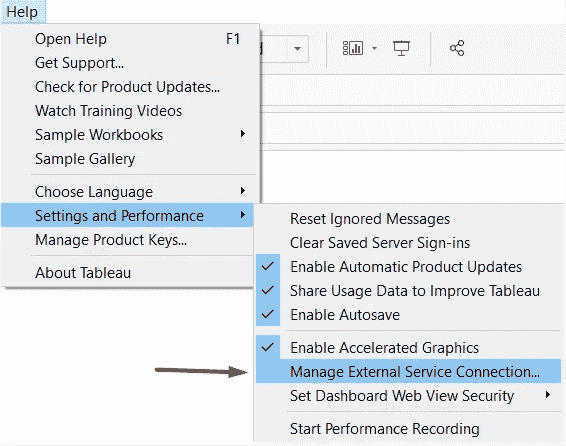 Help
Open Help F1
Get Support...
Check for Product Updates...
Watch Training Videos
Sample Workbooks
Sample Gallery
Choose Language
Settings and Performance
Manage Product Keys...
About Tableau
Reset Ignored Messages
Clear Saved Server Sign-ins
Enable Automatic Product Updates
Share Usage Data to Improve Tableau
Enable Autosave
Enable Accelerated Graphics
Manage External Service Connection...
Set Dashboard Web View Security
Start Performance Recording